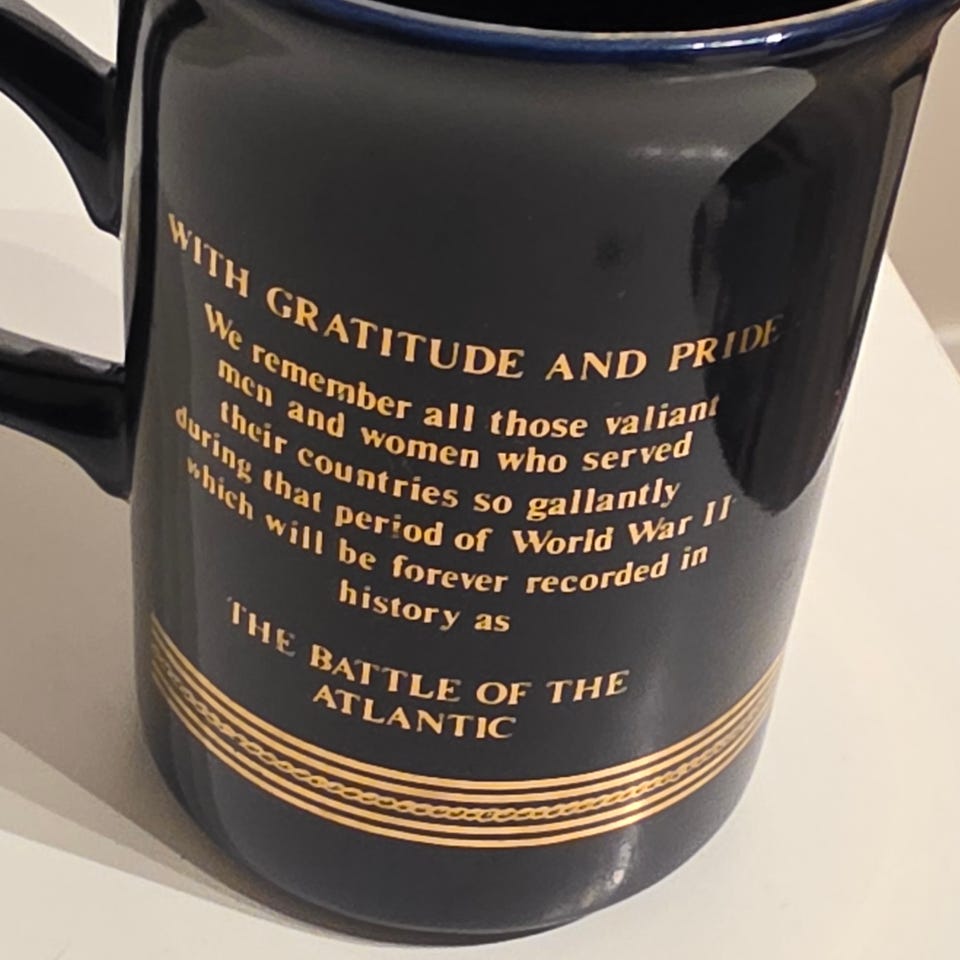 WITH GRATITUDE AND PRIDE
We remember all those valiant
men and women who served
their countries so gallantly
during that period of World War II
which will be forever recorded in
history as
THE BATTLE OF THE
ATLANTIC